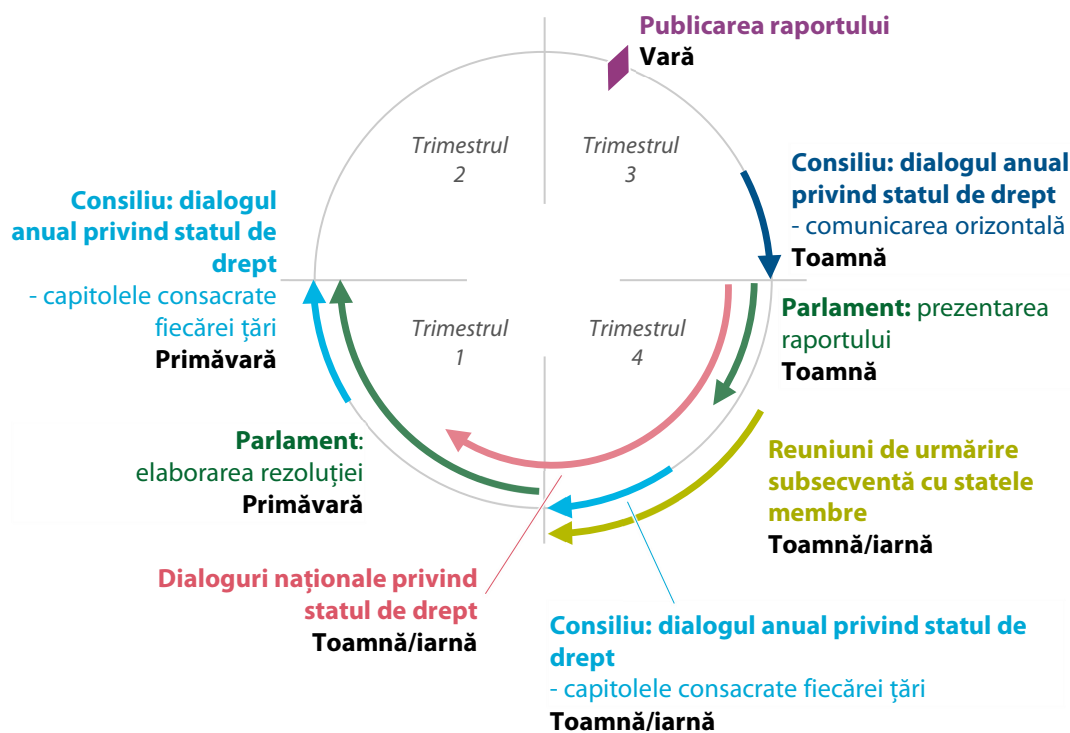 Publicarea raportului
Vară
Trimestrul
2
Trimestrul
3
Consiliu: dialogul anual
privind statul de drept
- comunicarea orizontală
Toamnă
Consiliu: dialogul
anual privind statul de
drept
- capitolele consacrate
fiecărei țări
Primăvară
Trimestrul
1
Trimestrul
4
Parlament: prezentarea
raportului
Toamnă
Parlament:
elaborarea rezoluției
Primăvară
Reuniuni de urmărire
subsecventă cu statele
membre
Toamnă/iarnă
Dialoguri naționale privind
statul de drept
Toamnă/iarnă
Consiliu: dialogul anual privind statul de
drept
- capitolele consacrate fiecărei țări
Toamnă/iarnă